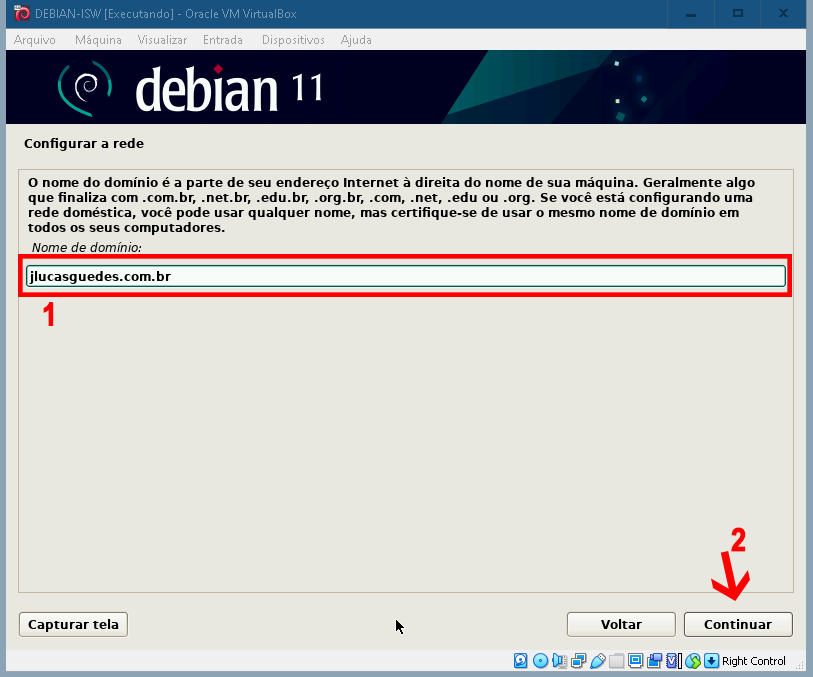 DEBIAN-ISW [Executando] - Oracle VM VirtualBox
Arquivo Máquina Visualizar Entrada Dispositivos Ajuda
debian 11
Configurar a rede
O nome do domínio é a parte de seu endereço Internet à direita do nome de sua máquina. Geralmente algo
que finaliza com .com.br, .net.br, .edu.br, .org.br, .com, .net, .edu ou .org. Se você está configurando uma
rede doméstica, você pode usar qualquer nome, mas certifique-se de usar o mesmo nome de domínio em
todos os seus computadores.
Nome de domínio:
jlucasguedes.com.br
1
2
Capturar tela Voltar Continuar
Right Control